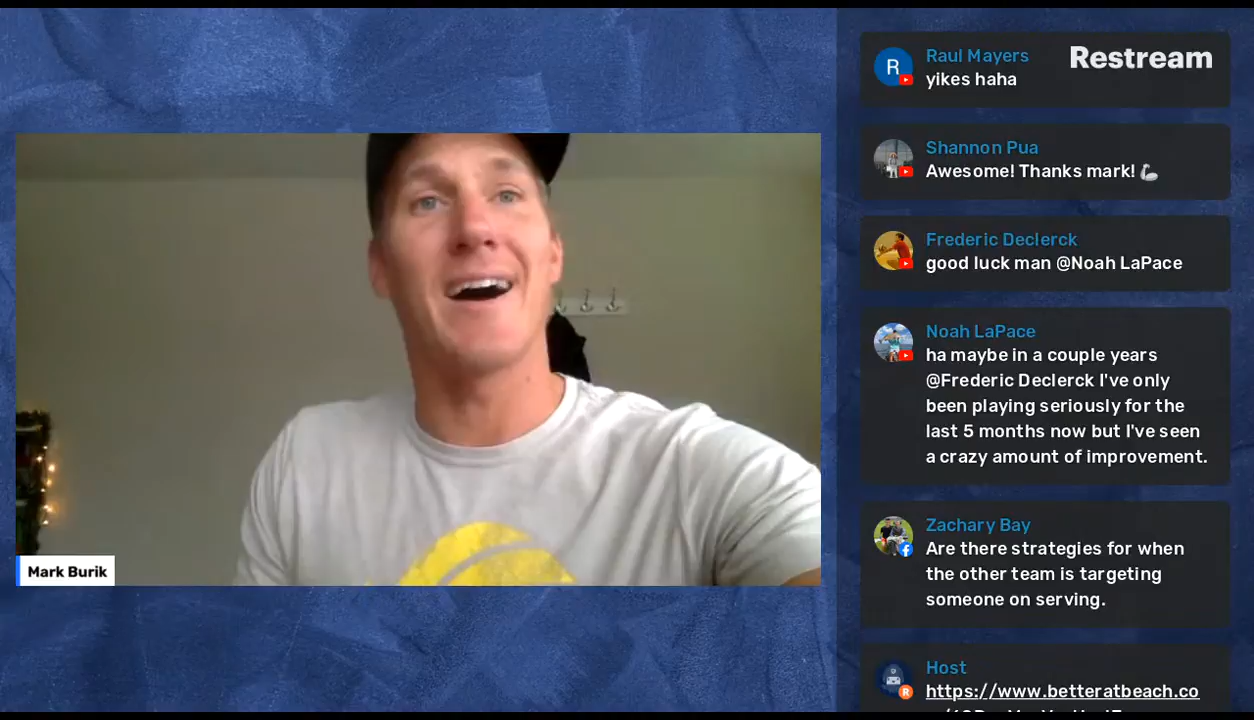 Restream
Raul Mayers
yikes haha
Shannon Pua
Awesome! Thanks mark! 🦾
Frederic Declerck
good luck man @Noah LaPace
Noah LaPace
ha maybe in a couple years
@Frederic Declerck I've only
been playing seriously for the
last 5 months now but I've seen
a crazy amount of improvement.
Zachary Bay
Are there strategies for when
the other team is targeting
someone on serving.
Host
https://www.betteratbeach.co
Mark Burik